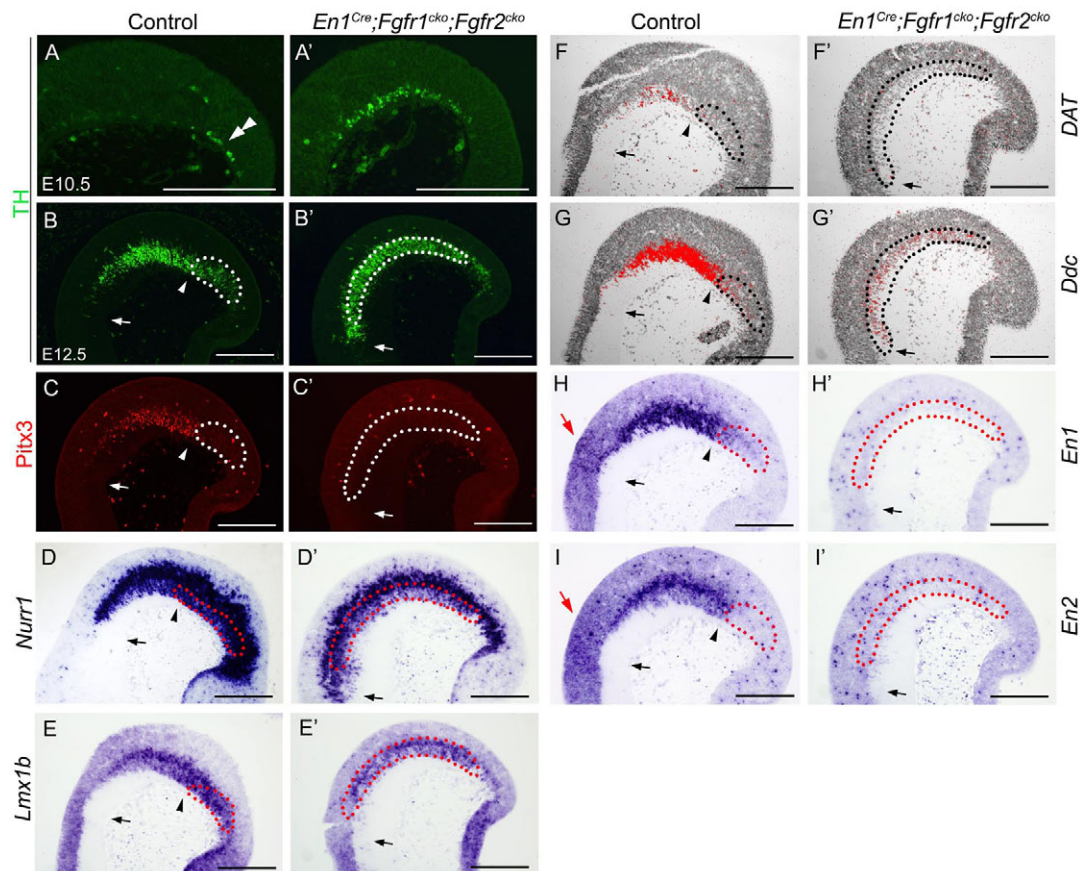 Control En1Cre;Fgfr1cko;Fgfr2cko Control En1Cre;Fgfr1cko;Fgfr2cko
A A' F F'
E10.5
TH
DAT
B B' G G'
E12.5
Ddc
C C' H H'
Pitx3
En1
D D' I I'
Nurr1
En2
E E'
Lmx1b